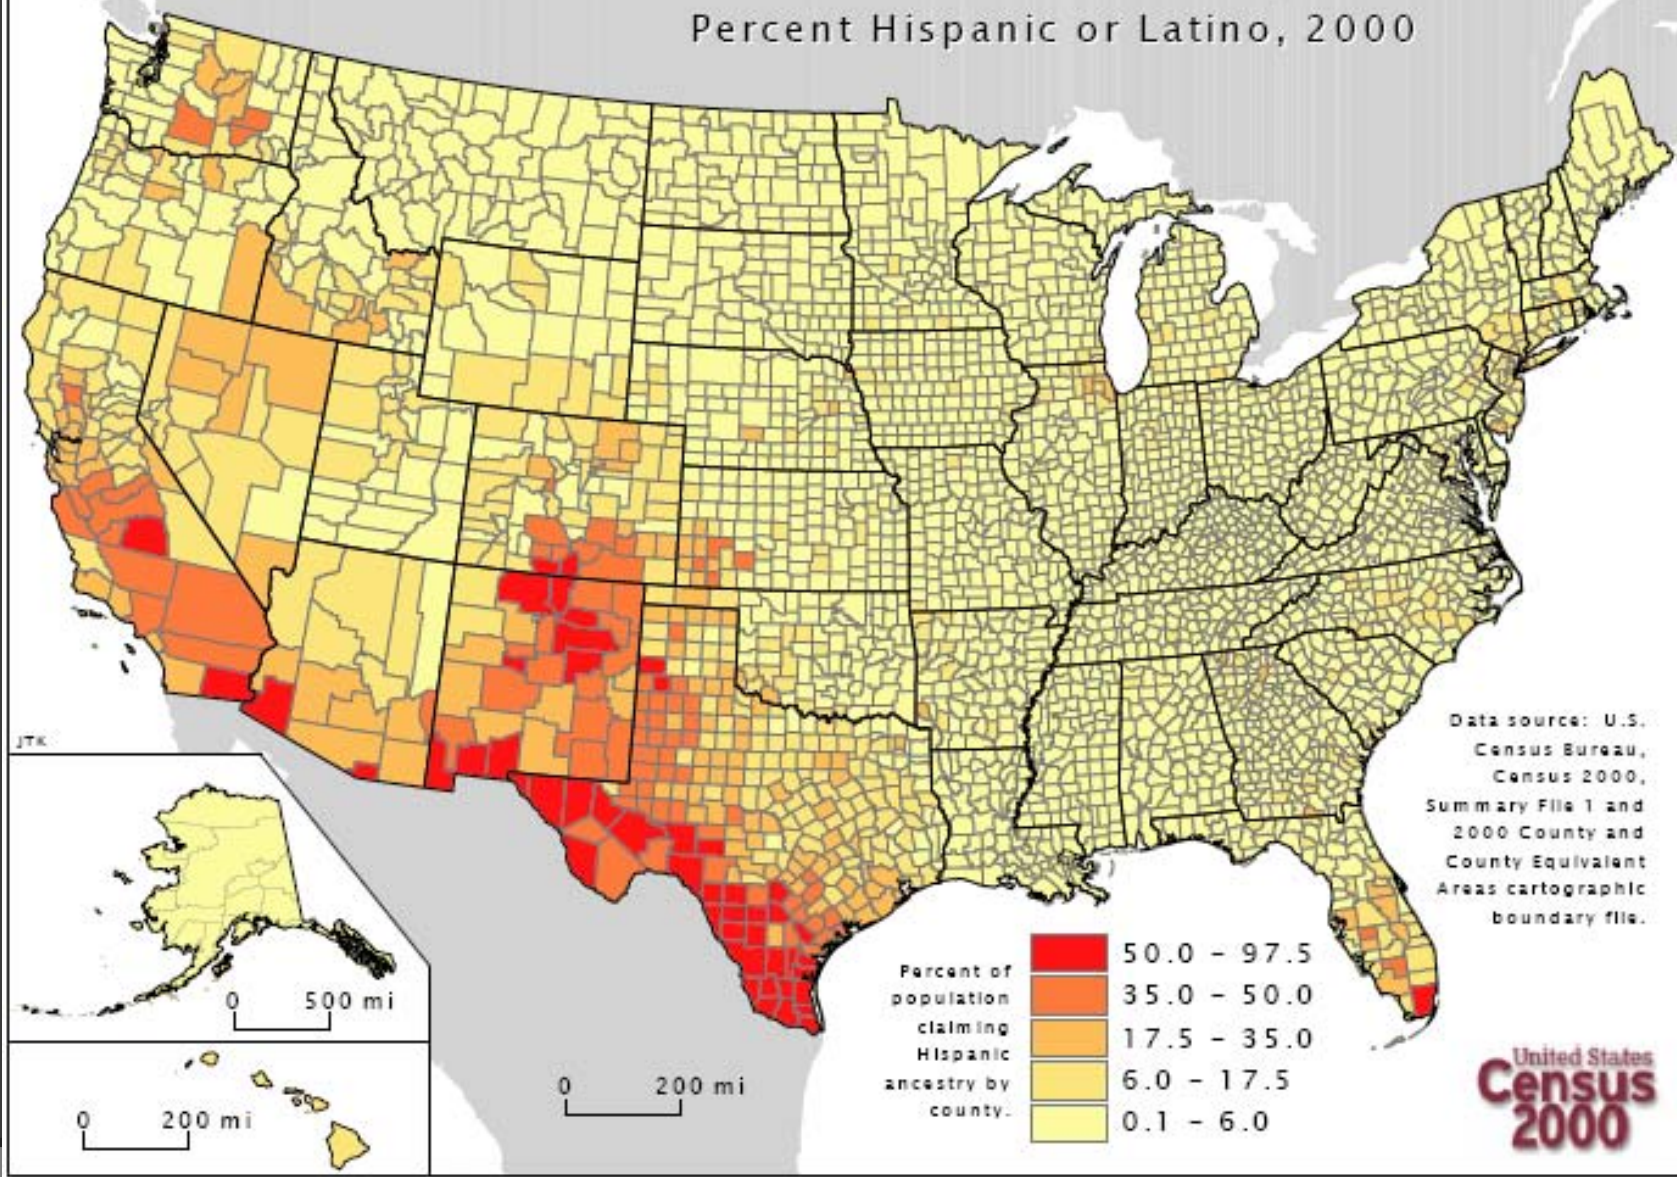 Percent Hispanic or Latino, 2000
JTK
Data source: U.S.
Census Bureau,
Census 2000,
Summary File 1 and
2000 County and
County Equivalent
Areas cartographic
boundary file.
0 500 mi
0 200 mi
0 200 mi
Percent of
population
claiming
Hispanic
ancestry by
county.
50.0 - 97.5
35.0 - 50.0
17.5 - 35.0
6.0 - 17.5
0.1 - 6.0
United States
Census
2000